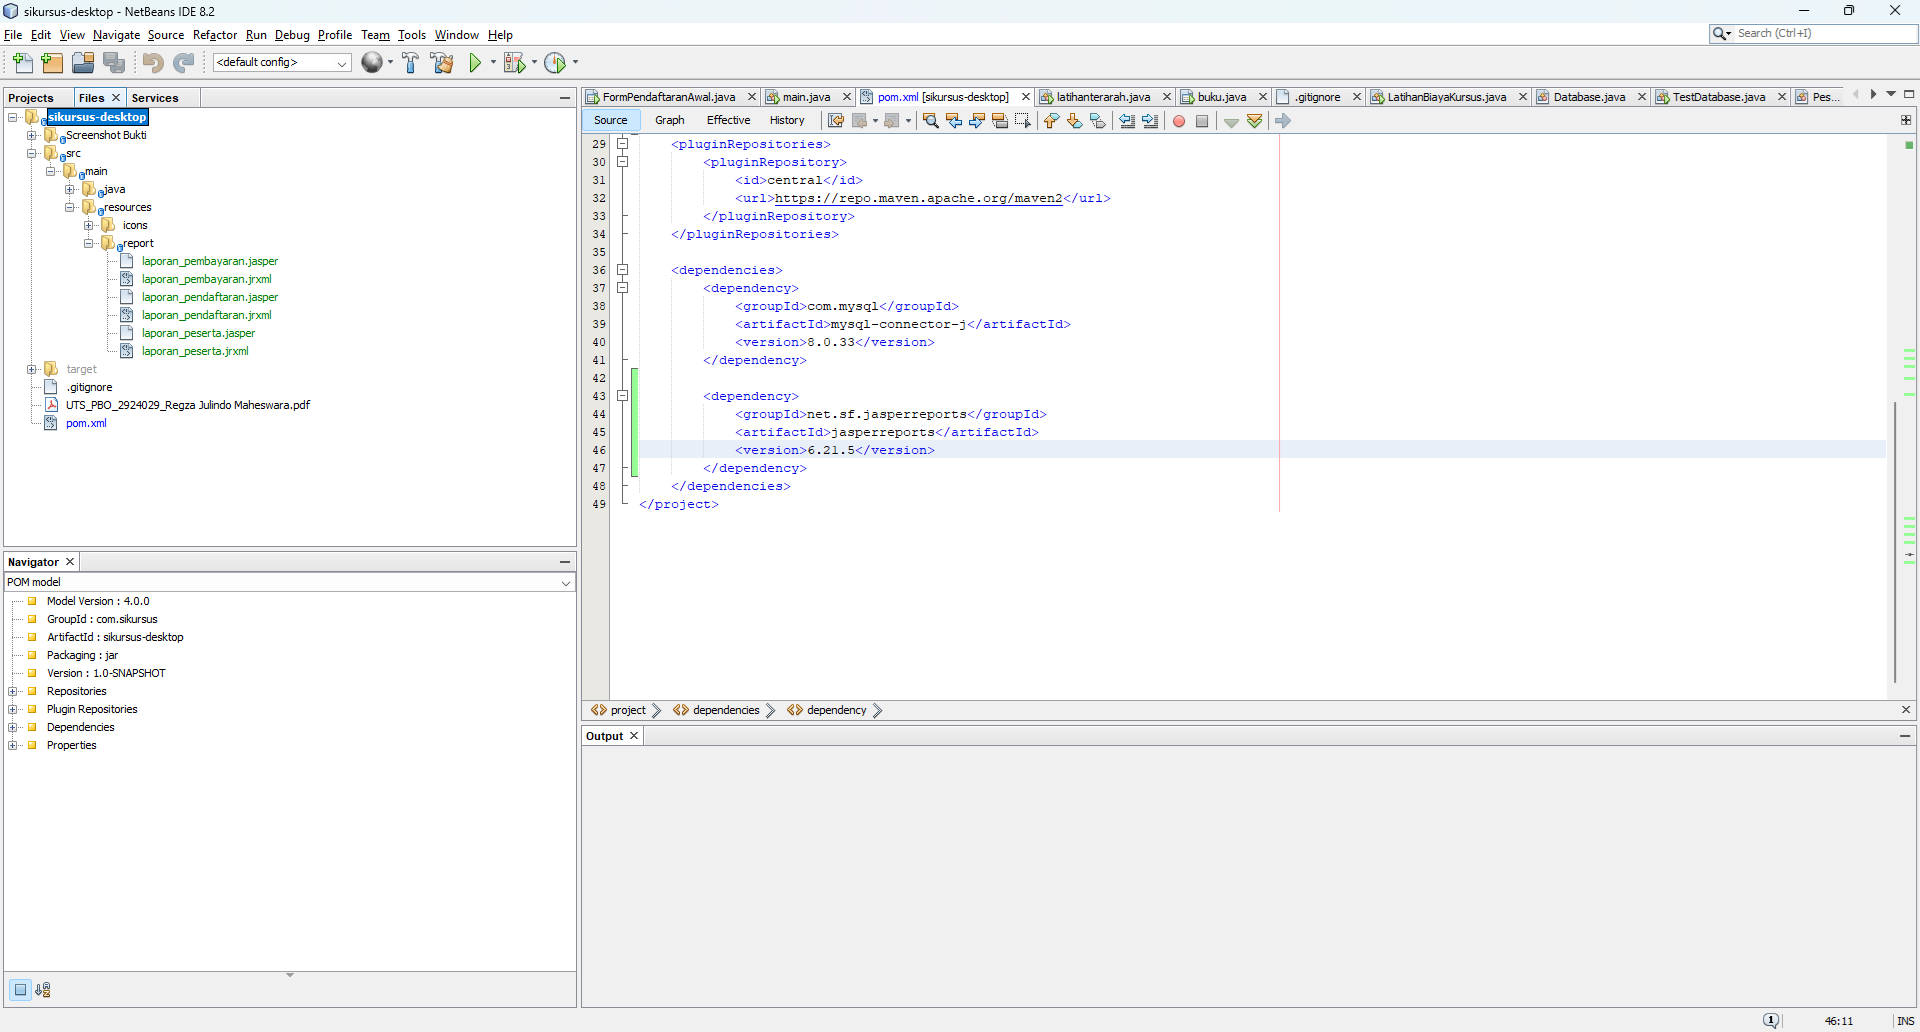 sikursus-desktop - NetBeans IDE 8.2
File Edit View Navigate Source Refactor Run Debug Profile Team Tools Window Help
Search (Ctrl+I)
<default config>
Projects Files Services
sikursus-desktop
Screenshot Bukti
src
main
java
resources
icons
report
laporan_pembayaran.jasper
laporan_pembayaran.jrxml
laporan_pendaftaran.jasper
laporan_pendaftaran.jrxml
laporan_peserta.jasper
laporan_peserta.jrxml
target
.gitignore
UTS_PBO_2924029_Regza Julindo Maheswara.pdf
pom.xml
Navigator
POM model
Model Version : 4.0.0
GroupId : com.sikursus
ArtifactId : sikursus-desktop
Packaging : jar
Version : 1.0-SNAPSHOT
Repositories
Plugin Repositories
Dependencies
Properties
FormPendaftaranAwal.java main.java pom.xml [sikursus-desktop] latihanterarah.java buku.java .gitignore LatihanBiayaKursus.java Database.java TestDatabase.java Pes...
Source Graph Effective History
29 <pluginRepositories>
30 <pluginRepository>
31 <id>central</id>
32 <url>https://repo.maven.apache.org/maven2</url>
33 </pluginRepository>
34 </pluginRepositories>
35
36 <dependencies>
37 <dependency>
38 <groupId>com.mysql</groupId>
39 <artifactId>mysql-connector-j</artifactId>
40 <version>8.0.33</version>
41 </dependency>
42
43 <dependency>
44 <groupId>net.sf.jasperreports</groupId>
45 <artifactId>jasperreports</artifactId>
46 <version>6.21.5</version>
47 </dependency>
48 </dependencies>
49 </project>
project dependencies dependency
Output
1 46:11 INS